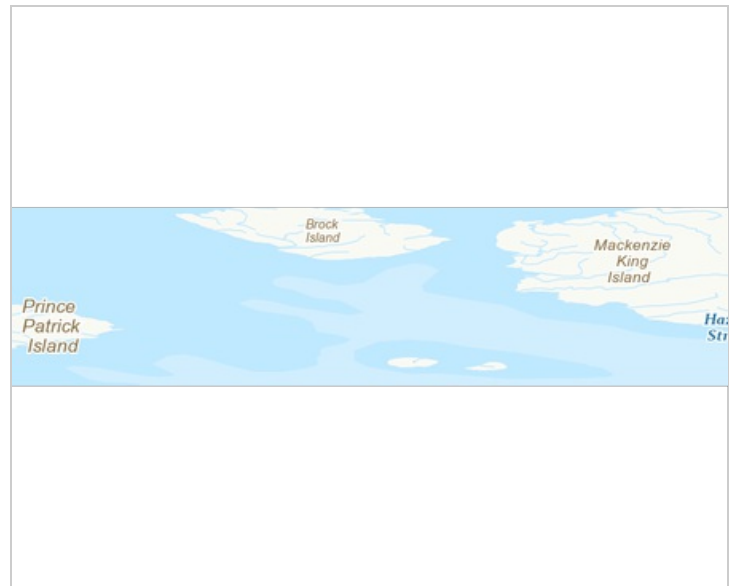 Brock
Island
Mackenzie
King
Island
Prince
Patrick
Island